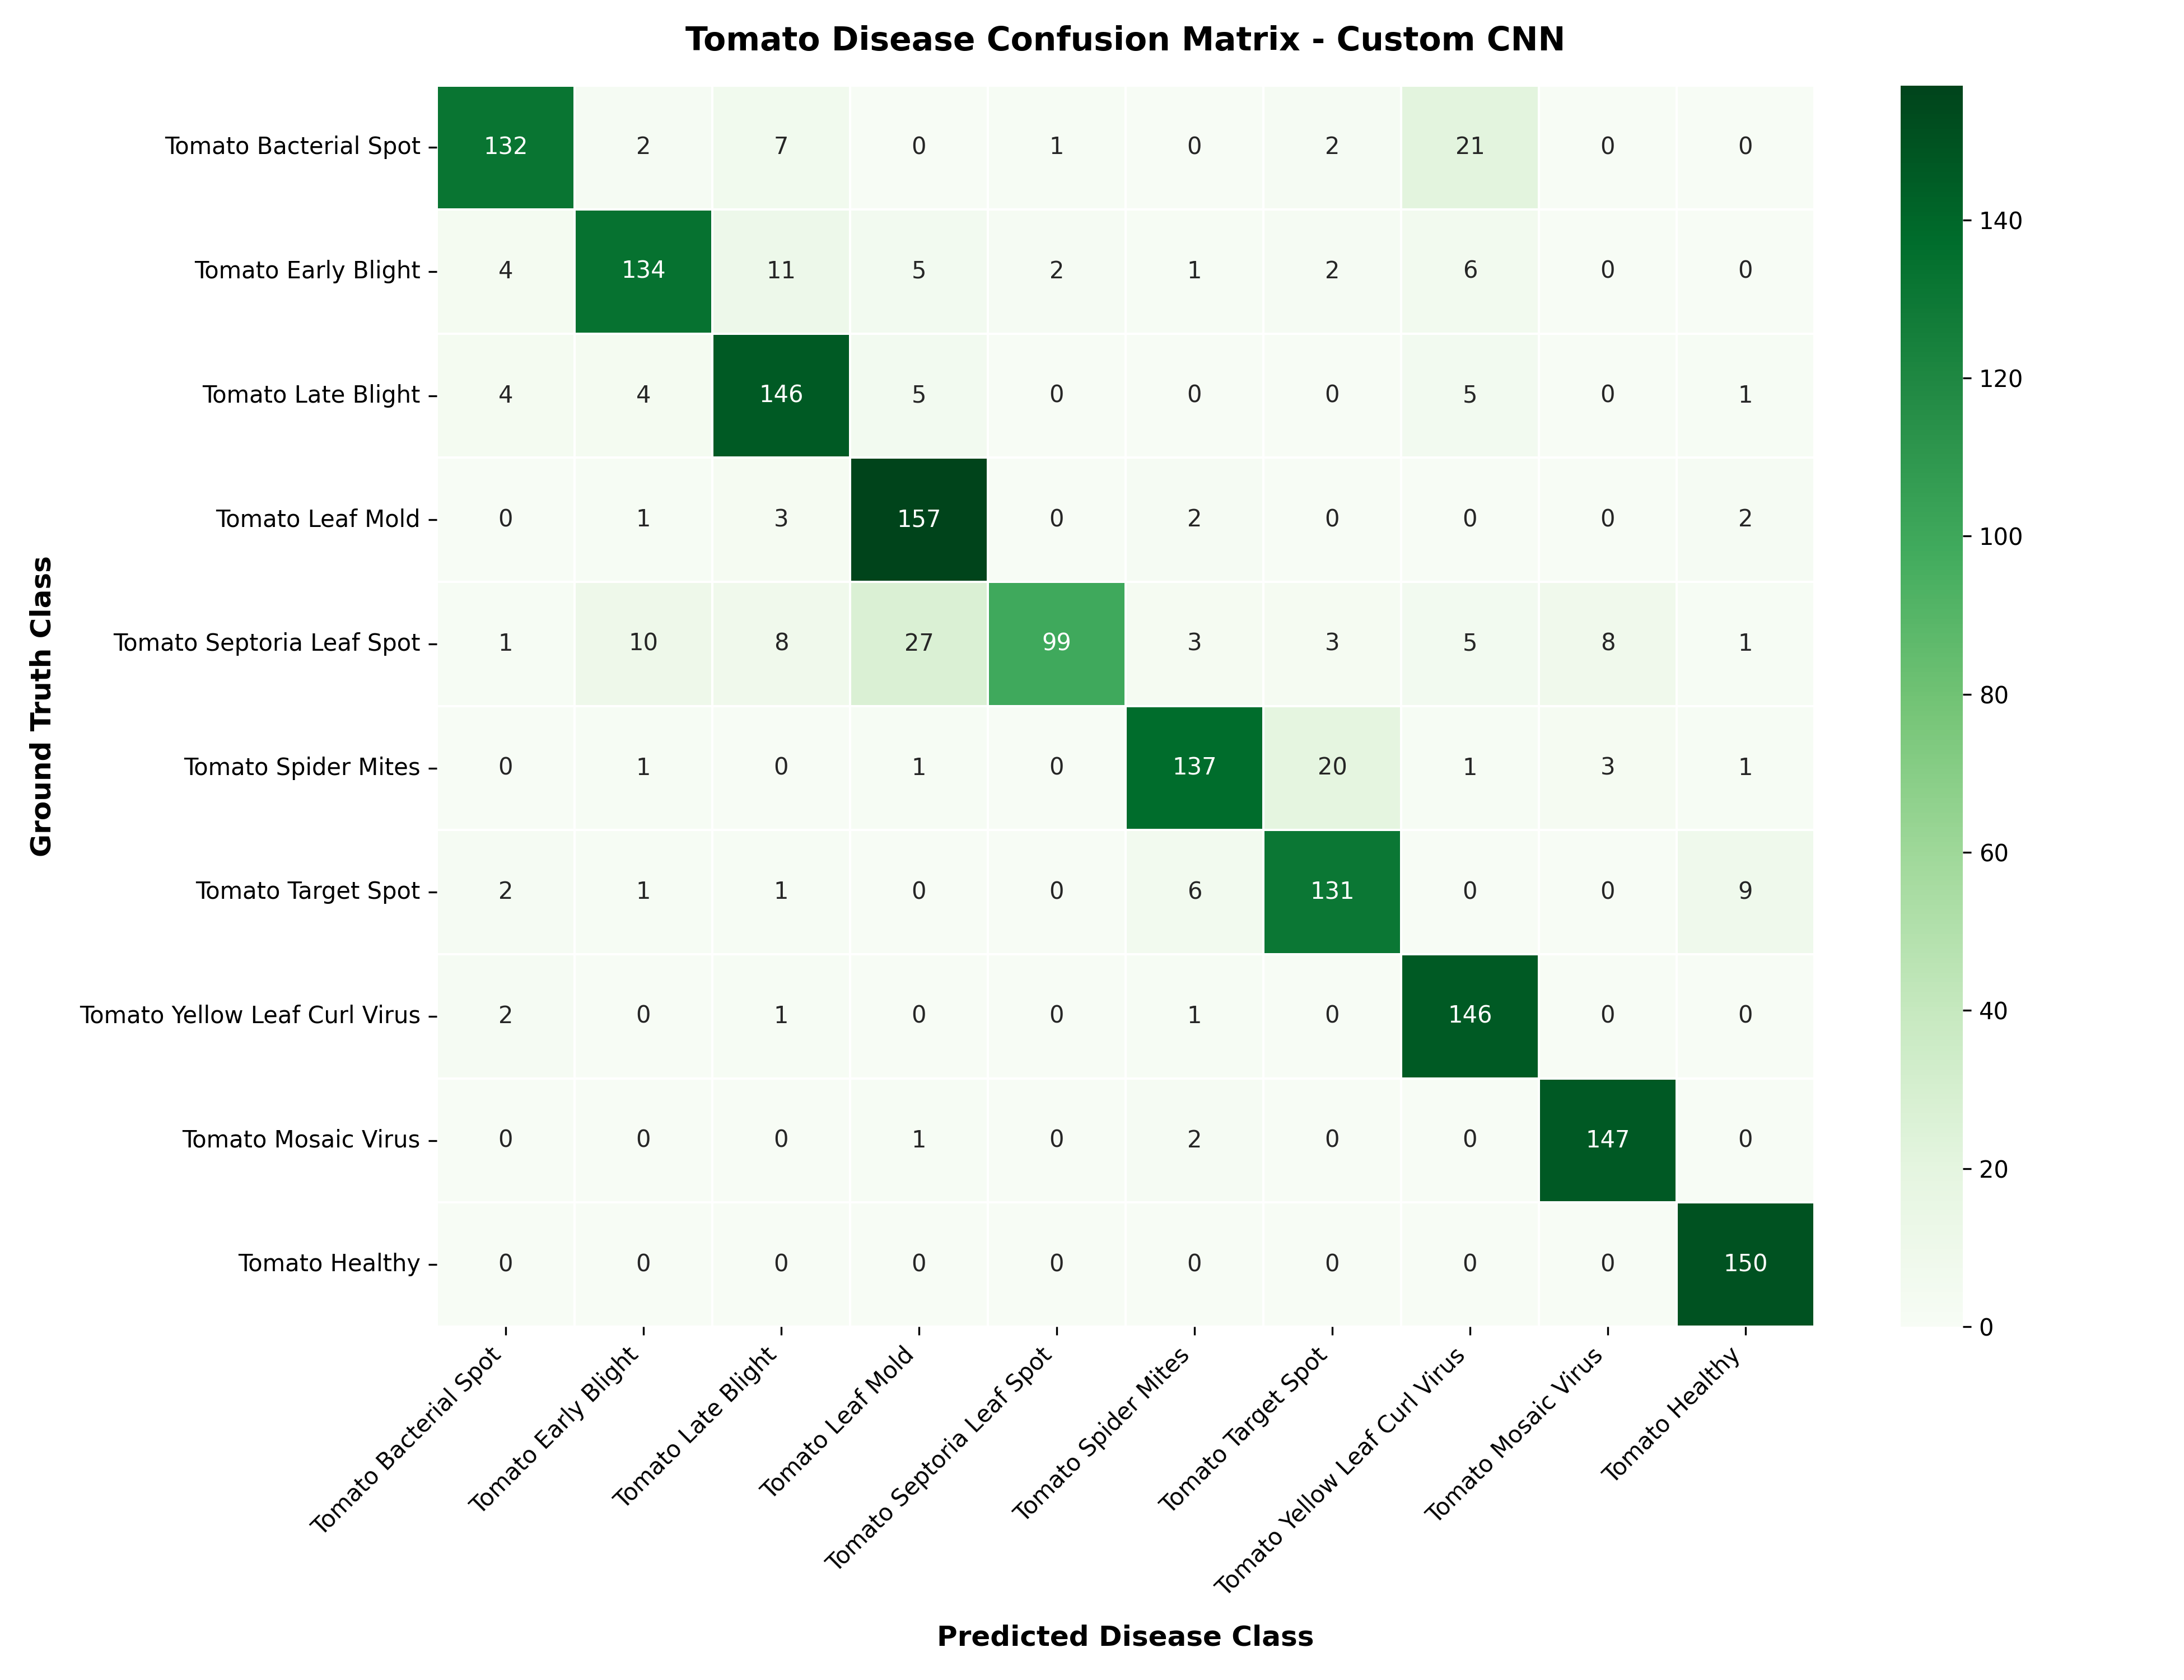 Tomato Disease Confusion Matrix - Custom CNN
Ground Truth Class
Tomato Bacterial Spot 132 2 7 0 1 0 2 21 0 0
Tomato Early Blight 4 134 11 5 2 1 2 6 0 0
Tomato Late Blight 4 4 146 5 0 0 0 5 0 1
Tomato Leaf Mold 0 1 3 157 0 2 0 0 0 2
Tomato Septoria Leaf Spot 1 10 8 27 99 3 3 5 8 1
Tomato Spider Mites 0 1 0 1 0 137 20 1 3 1
Tomato Target Spot 2 1 1 0 0 6 131 0 0 9
Tomato Yellow Leaf Curl Virus 2 0 1 0 0 1 0 146 0 0
Tomato Mosaic Virus 0 0 0 1 0 2 0 0 147 0
Tomato Healthy 0 0 0 0 0 0 0 0 0 150
Tomato Bacterial Spot
Tomato Early Blight
Tomato Late Blight
Tomato Leaf Mold
Tomato Septoria Leaf Spot
Tomato Spider Mites
Tomato Target Spot
Tomato Yellow Leaf Curl Virus
Tomato Mosaic Virus
Tomato Healthy
Predicted Disease Class
140
120
100
80
60
40
20
0